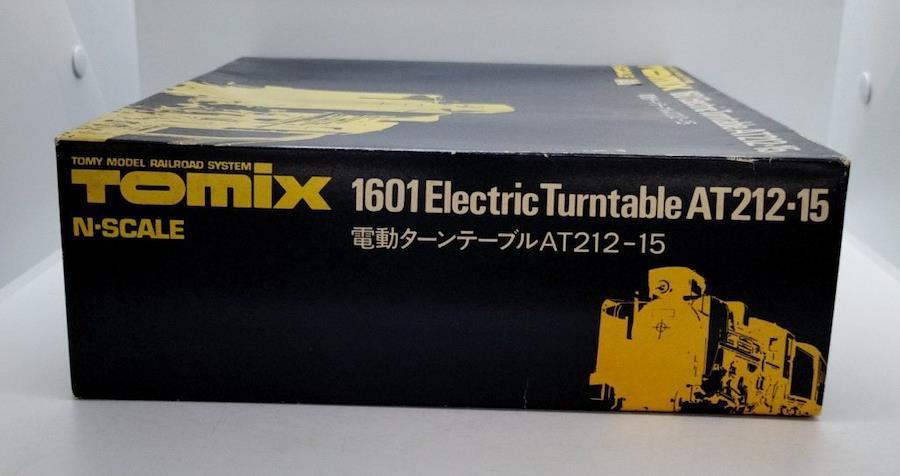 TOMY MODEL RAILROAD SYSTEM
TOMIX
N-SCALE
1601 Electric Turntable AT212-15
電動ターンテーブルAT212-15
TOMIX